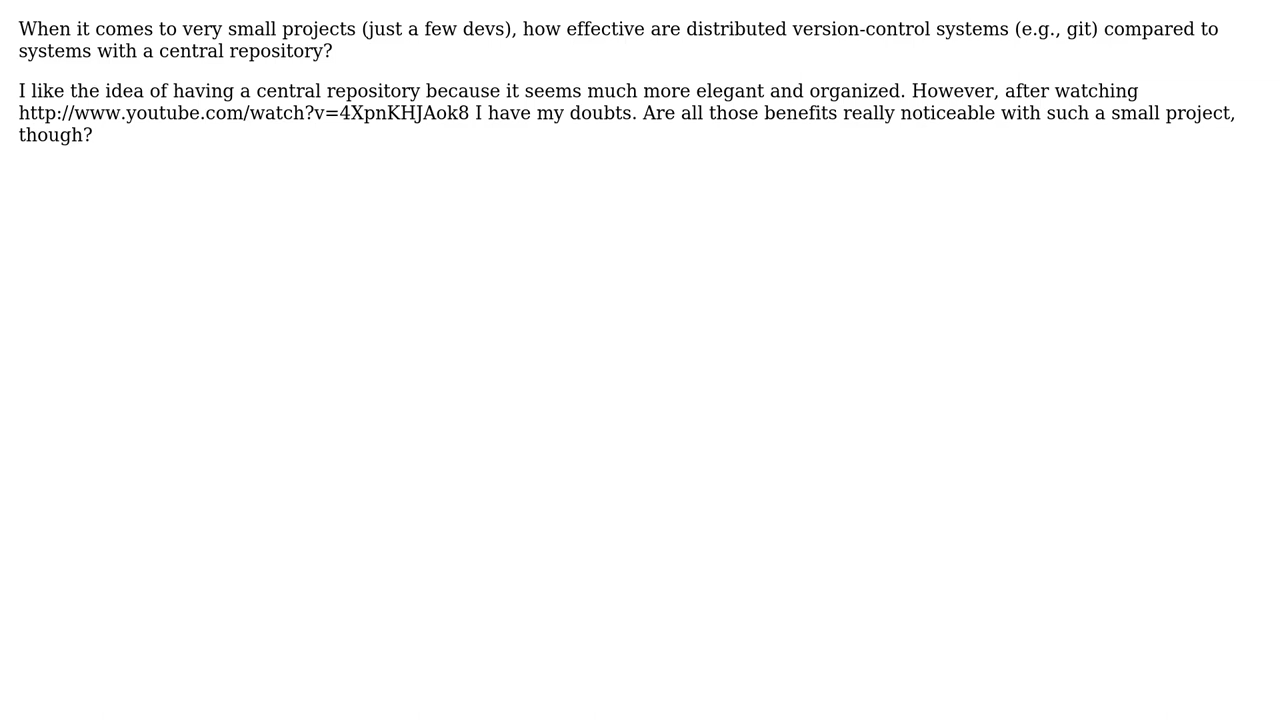 When it comes to very small projects (just a few devs), how effective are distributed version-control systems (e.g., git) compared to
systems with a central repository?
I like the idea of having a central repository because it seems much more elegant and organized. However, after watching
http://www.youtube.com/watch?v=4XpnKHJAok8 I have my doubts. Are all those benefits really noticeable with such a small project,
though?